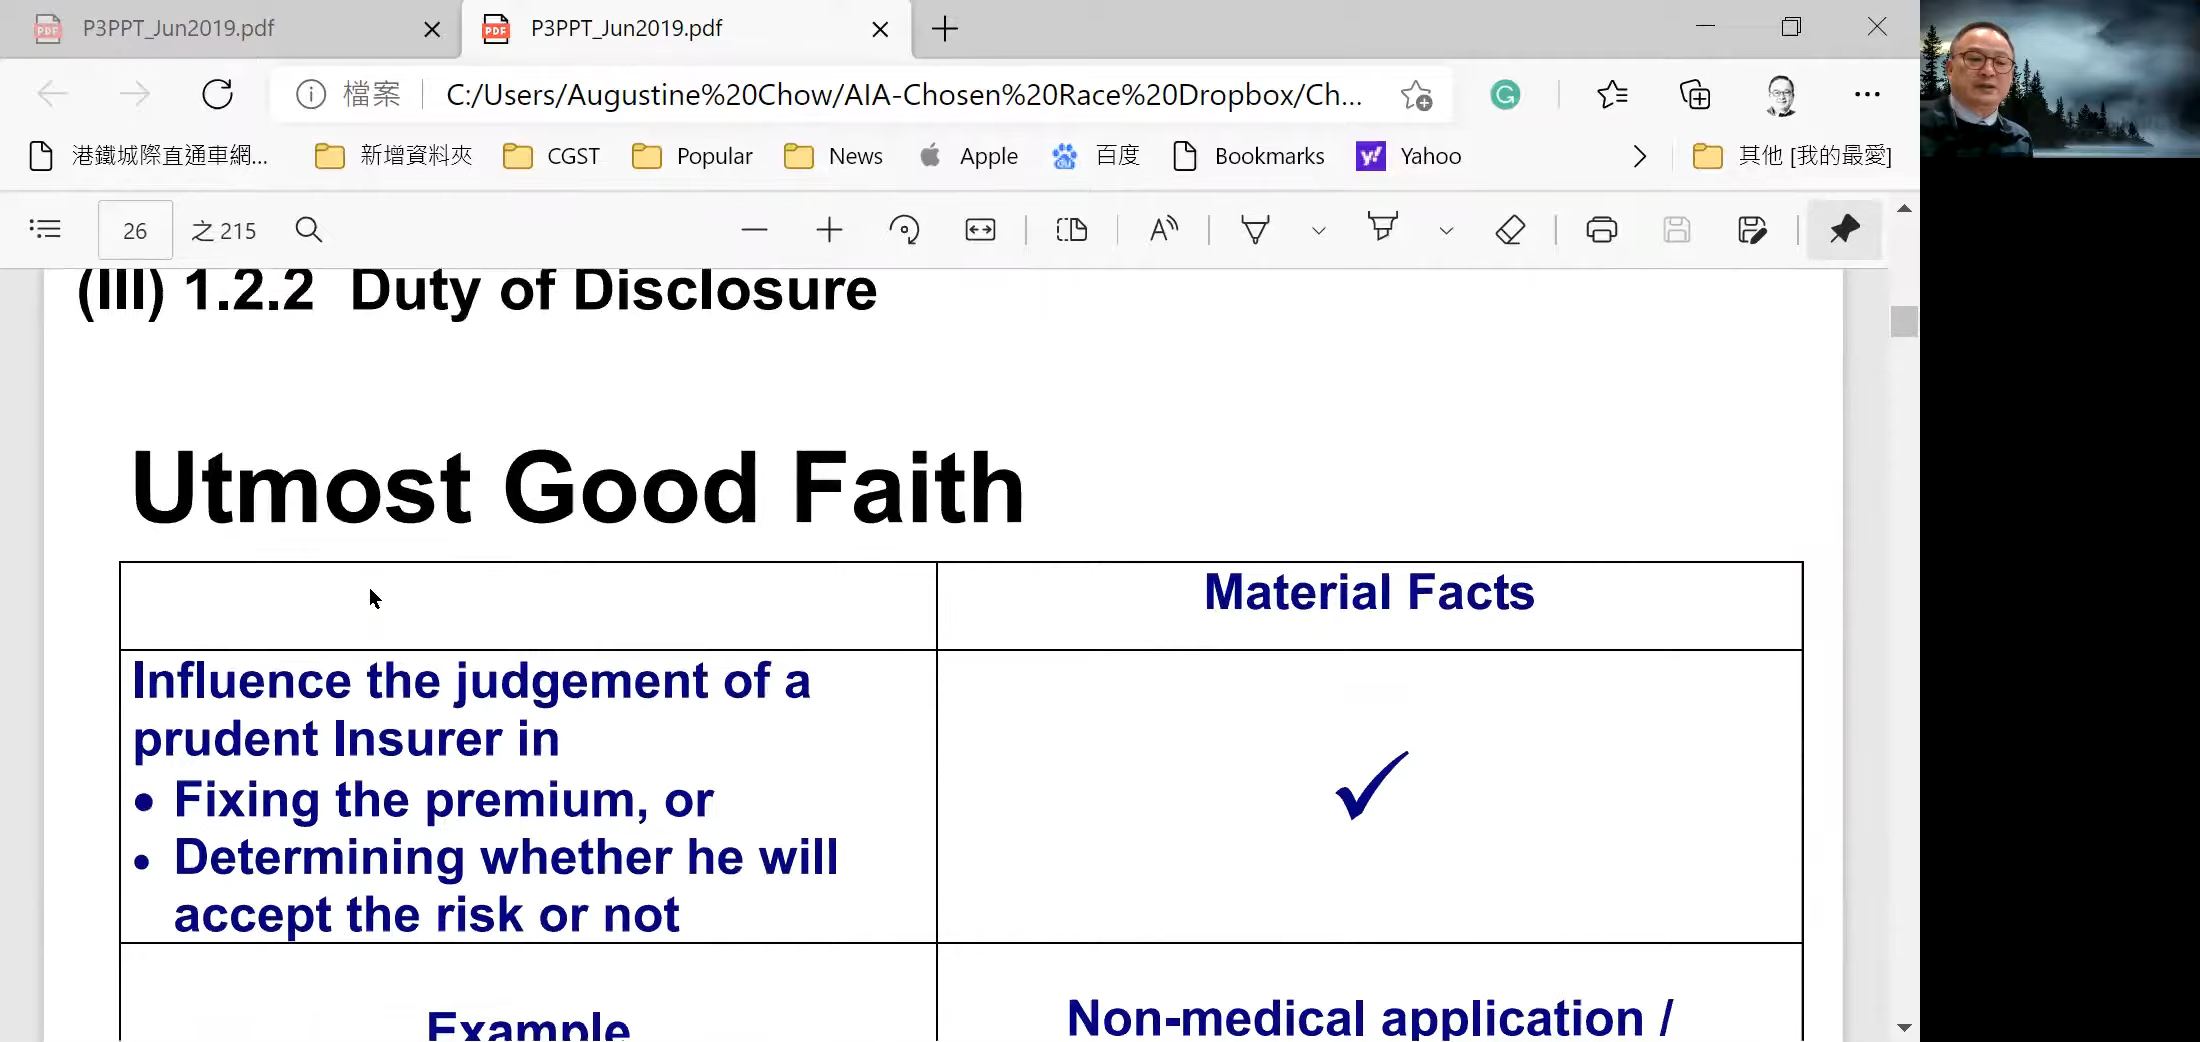 P3PPT_Jun2019.pdf
P3PPT_Jun2019.pdf
檔案
C:/Users/Augustine%20Chow/AIA-Chosen%20Race%20Dropbox/Ch...
港鐵城際直通車網...
新增資料夾
CGST
Popular
News
Apple
百度
Bookmarks
Yahoo
其他 [我的最愛]
26
之 215
(III) 1.2.2 Duty of Disclosure
Utmost Good Faith
Material Facts
Influence the judgement of a
prudent Insurer in
• Fixing the premium, or
• Determining whether he will
accept the risk or not
Example
Non-medical application /